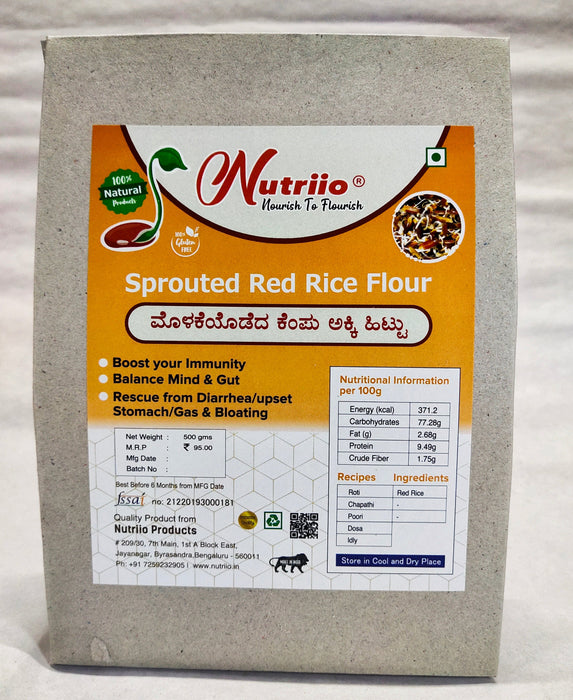 100%
Natural
Products
Nutriio ®
Nourish To Flourish
100%
Gluten
FREE
Sprouted Red Rice Flour
ಮೊಳಕೆಯೊಡೆದ ಕೆಂಪು ಅಕ್ಕಿ ಹಿಟ್ಟು
Boost your Immunity
Balance Mind & Gut
Rescue from Diarrhea/upset
Stomach/Gas & Bloating
Net Weight : 500 gms
M.R.P : ₹ 95.00
Mfg Date :
Batch No :
Best Before 6 Months from MFG Date
fssai no: 21220193000181
Quality Product from
Nutriio Products
# 209/30, 7th Main, 1st A Block East,
Jayanagar, Byrasandra,Bengaluru - 560011
Ph: +91 7259232905 I www.nutriio.in
MAKE IN INDIA
Nutritional Information
per 100g
Energy (kcal) 371.2
Carbohydrates 77.28g
Fat (g) 2.68g
Protein 9.49g
Crude Fiber 1.75g
Recipes Ingredients
Roti Red Rice
Chapathi -
Poori -
Dosa
Idly
Store in Cool and Dry Place